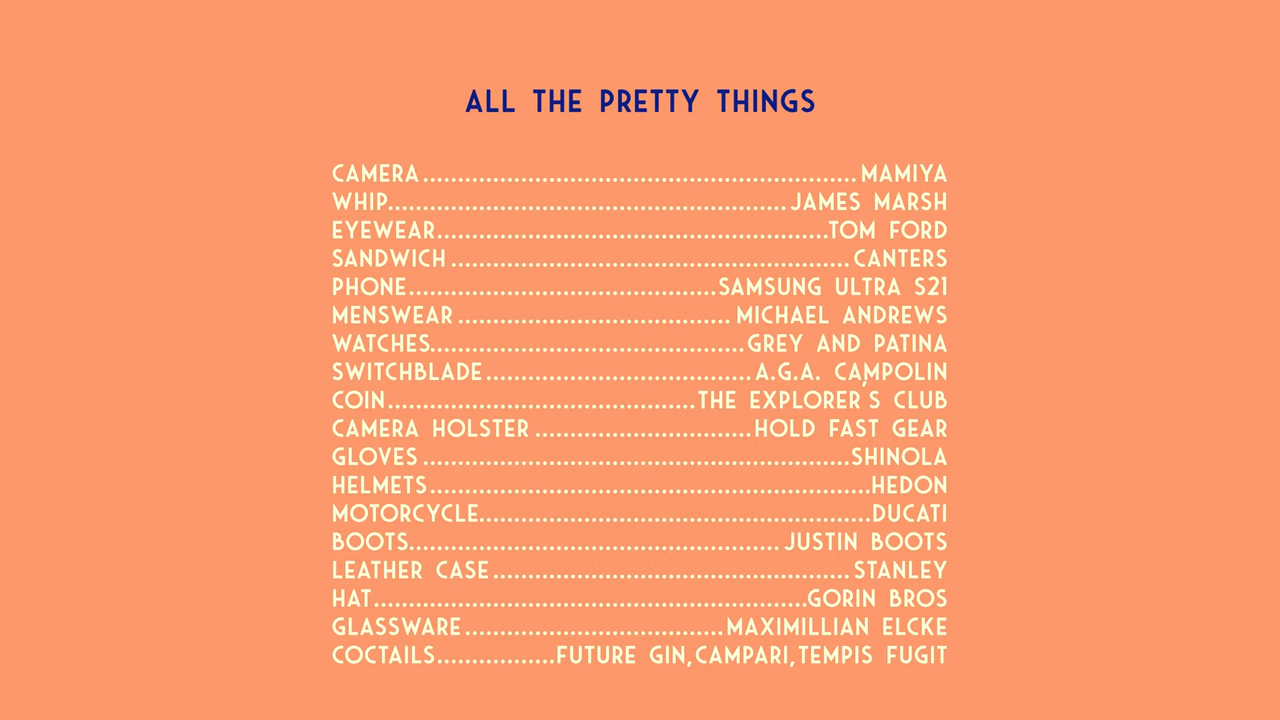 ALL THE PRETTY THINGS
CAMERA............................................................... MAMIYA
WHIP.......................................................... JAMES MARSH
EYEWEAR.........................................................TOM FORD
SANDWICH.......................................................... CANTERS
PHONE.............................................SAMSUNG ULTRA S21
MENSWEAR........................................ MICHAEL ANDREWS
WATCHES..............................................GREY AND PATINA
SWITCHBLADE....................................... A.G.A. CAMPOLIN
COIN.............................................THE EXPLORER'S CLUB
CAMERA HOLSTER................................HOLD FAST GEAR
GLOVES..............................................................SHINOLA
HELMETS................................................................HEDON
MOTORCYCLE.........................................................DUCATI
BOOTS...................................................... JUSTIN BOOTS
LEATHER CASE.................................................... STANLEY
HAT...............................................................GORIN BROS
GLASSWARE......................................MAXIMILLIAN ELCKE
COCTAILS.................FUTURE GIN,CAMPARI,TEMPIS FUGIT